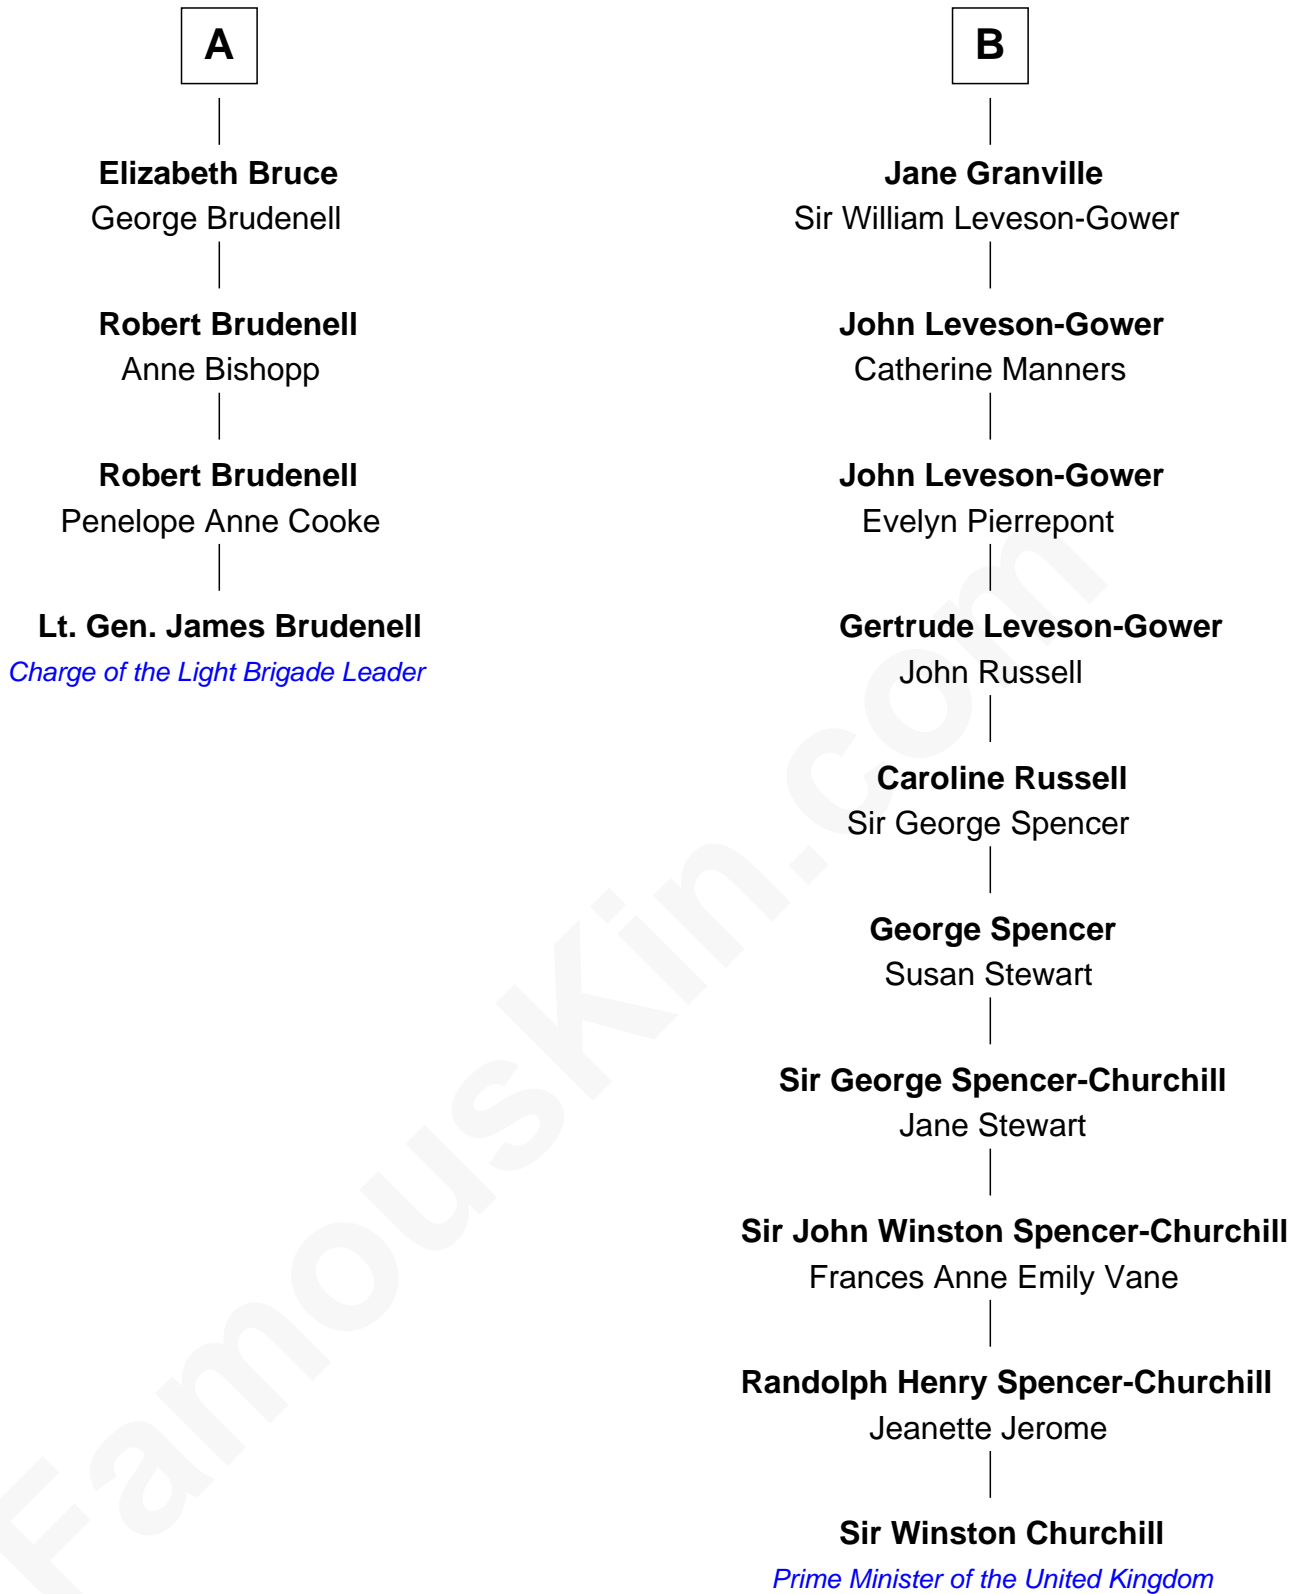 A
Elizabeth Bruce
George Brudenell
Robert Brudenell
Anne Bishopp
Robert Brudenell
Penelope Anne Cooke
Lt. Gen. James Brudenell
Charge of the Light Brigade Leader
B
Jane Granville
Sir William Leveson-Gower
John Leveson-Gower
Catherine Manners
John Leveson-Gower
Evelyn Pierrepont
Gertrude Leveson-Gower
John Russell
Caroline Russell
Sir George Spencer
George Spencer
Susan Stewart
Sir George Spencer-Churchill
Jane Stewart
Sir John Winston Spencer-Churchill
Frances Anne Emily Vane
Randolph Henry Spencer-Churchill
Jeanette Jerome
Sir Winston Churchill
Prime Minister of the United Kingdom
FamousKin.com